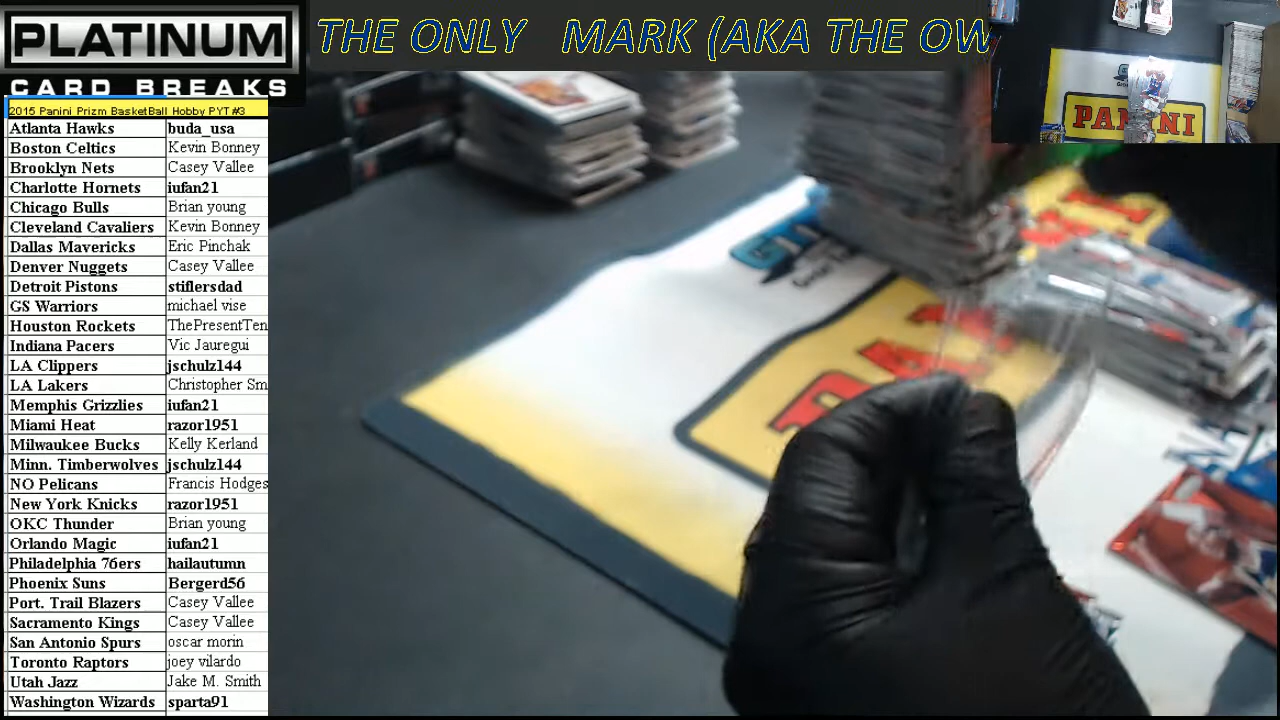 PLATINUM
CARD BREAKS
THE ONLY MARK (AKA THE OW
2015 Panini Prizm BasketBall Hobby PYT #3
Atlanta Hawks buda_usa
Boston Celtics Kevin Bonney
Brooklyn Nets Casey Vallee
Charlotte Hornets iufan21
Chicago Bulls Brian young
Cleveland Cavaliers Kevin Bonney
Dallas Mavericks Eric Pinchak
Denver Nuggets Casey Vallee
Detroit Pistons stiflersdad
GS Warriors michael vise
Houston Rockets ThePresentTen
Indiana Pacers Vic Jauregui
LA Clippers jschulz144
LA Lakers Christopher Sm
Memphis Grizzlies iufan21
Miami Heat razor1951
Milwaukee Bucks Kelly Kerland
Minn. Timberwolves jschulz144
NO Pelicans Francis Hodges
New York Knicks razor1951
OKC Thunder Brian young
Orlando Magic iufan21
Philadelphia 76ers hailautumn
Phoenix Suns Bergerd56
Port. Trail Blazers Casey Vallee
Sacramento Kings Casey Vallee
San Antonio Spurs oscar morin
Toronto Raptors joey vilardo
Utah Jazz Jake M. Smith
Washington Wizards sparta91
PANINI